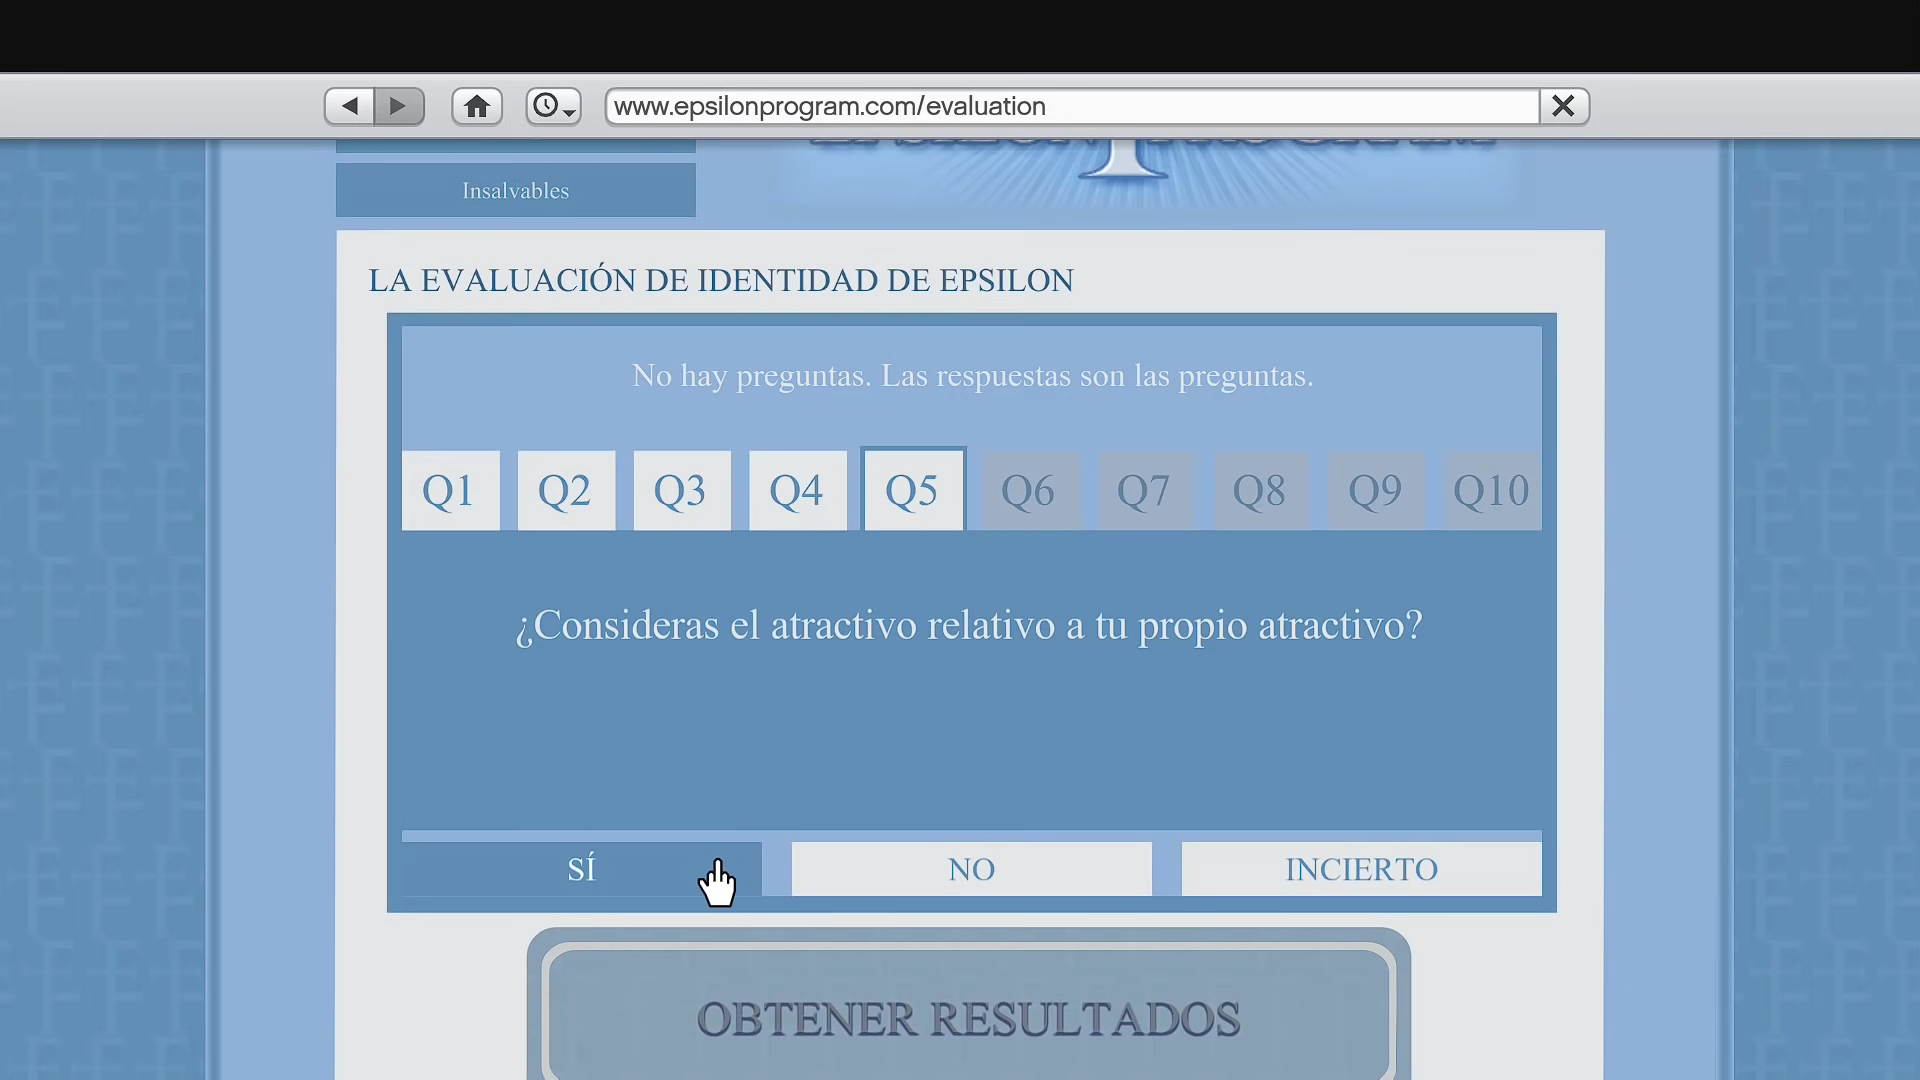 www.epsilonprogram.com/evaluation
EPSILON PROGRAM
Insalvables
LA EVALUACIÓN DE IDENTIDAD DE EPSILON
No hay preguntas. Las respuestas son las preguntas.
Q1 Q2 Q3 Q4 Q5 Q6 Q7 Q8 Q9 Q10
¿Consideras el atractivo relativo a tu propio atractivo?
SÍ NO INCIERTO
OBTENER RESULTADOS